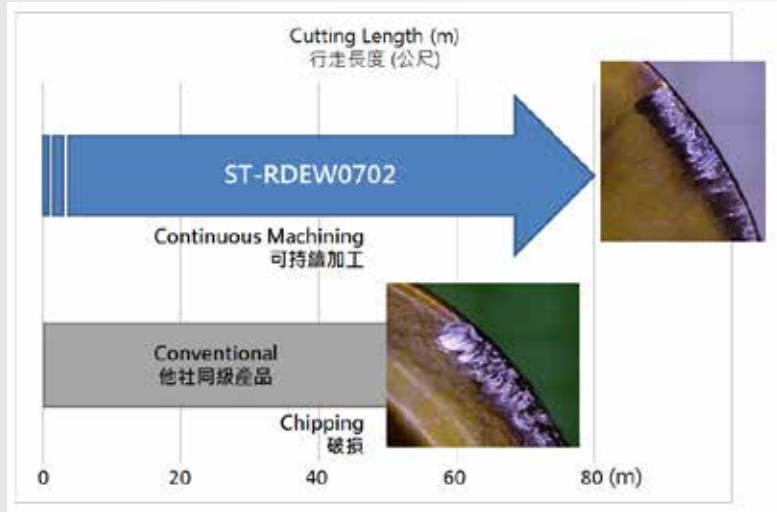 Cutting Length (m)
行走長度 (公尺)
ST-RDEW0702
Continuous Machining
可持續加工
Conventional
他社同級產品
Chipping
破損
0 20 40 60 80 (m)